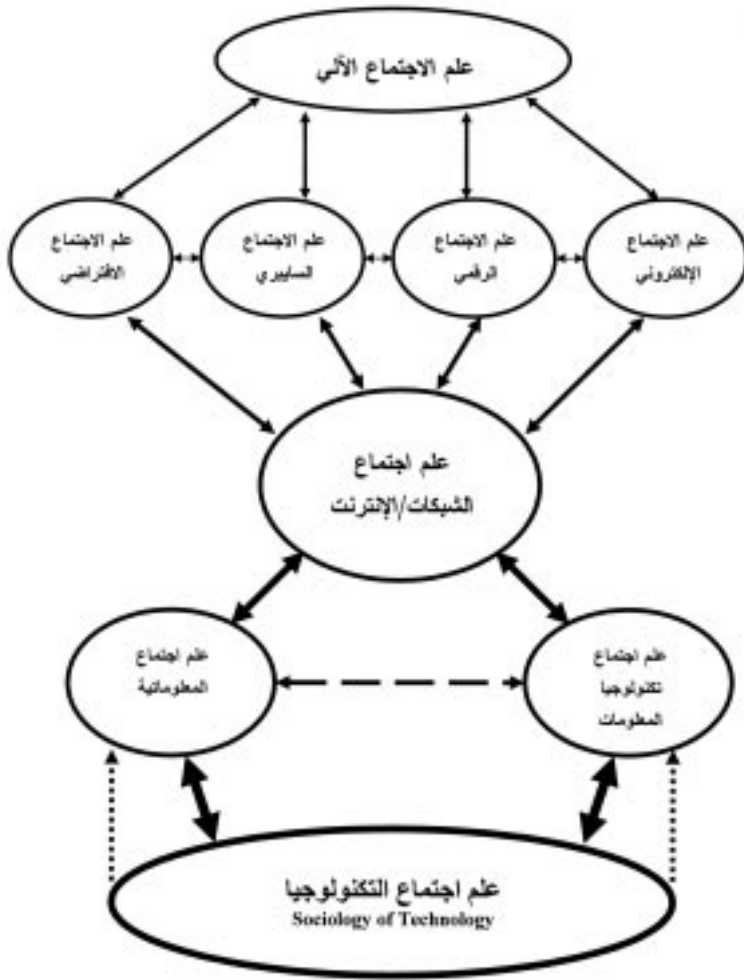 علم الاجتماع الآلي
علم الاجتماع
الإلكتروني
علم الاجتماع
الرقمي
علم الاجتماع
السايبري
علم الاجتماع
الافتراضي
علم اجتماع
الشبكات/الإنترنت
علم اجتماع
تكنولوجيا
المعلومات
علم اجتماع
المعلوماتية
علم اجتماع التكنولوجيا
Sociology of Technology